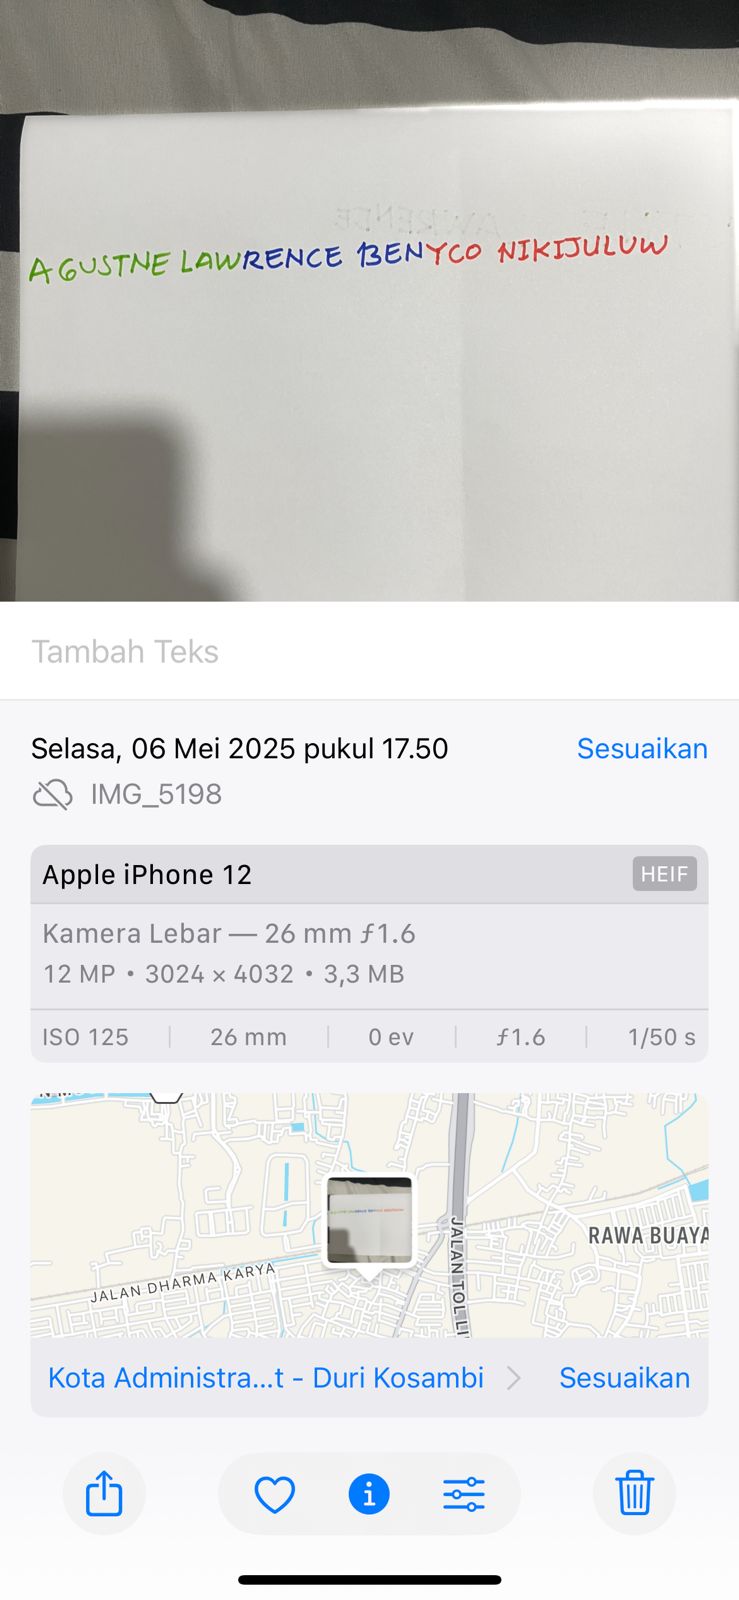 AGUSTNE LAWRENCE BENYCO NIKIJULUW
Tambah Teks
Selasa, 06 Mei 2025 pukul 17.50
Sesuaikan
IMG_5198
Apple iPhone 12
HEIF
Kamera Lebar — 26 mm ƒ1.6
12 MP • 3024 × 4032 • 3,3 MB
ISO 125 | 26 mm | 0 ev | ƒ1.6 | 1/50 s
RAWA BUAYA
JALAN DHARMA KARYA
JALAN TOL LI
Kota Administra...t - Duri Kosambi
Sesuaikan